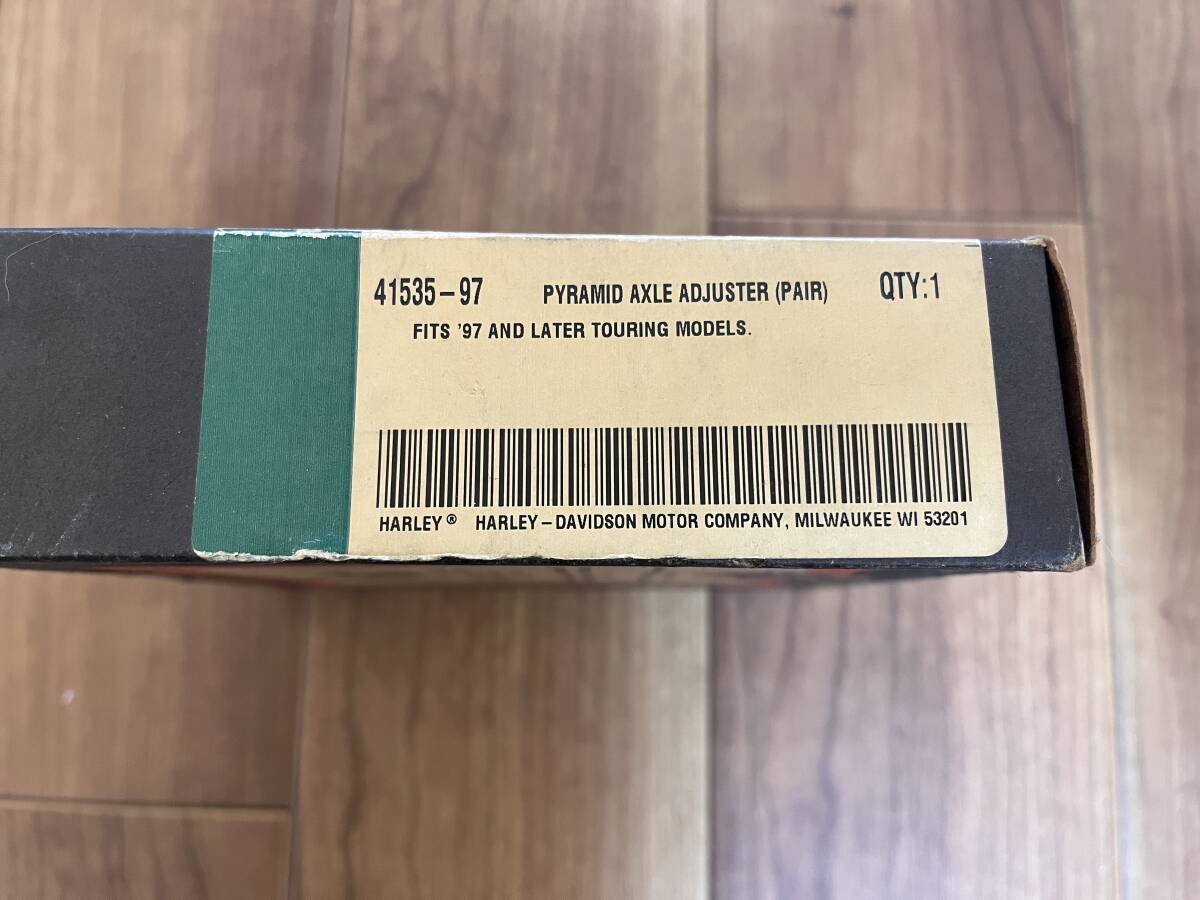 41535-97 PYRAMID AXLE ADJUSTER (PAIR) QTY:1
FITS '97 AND LATER TOURING MODELS.
HARLEY® HARLEY-DAVIDSON MOTOR COMPANY, MILWAUKEE WI 53201